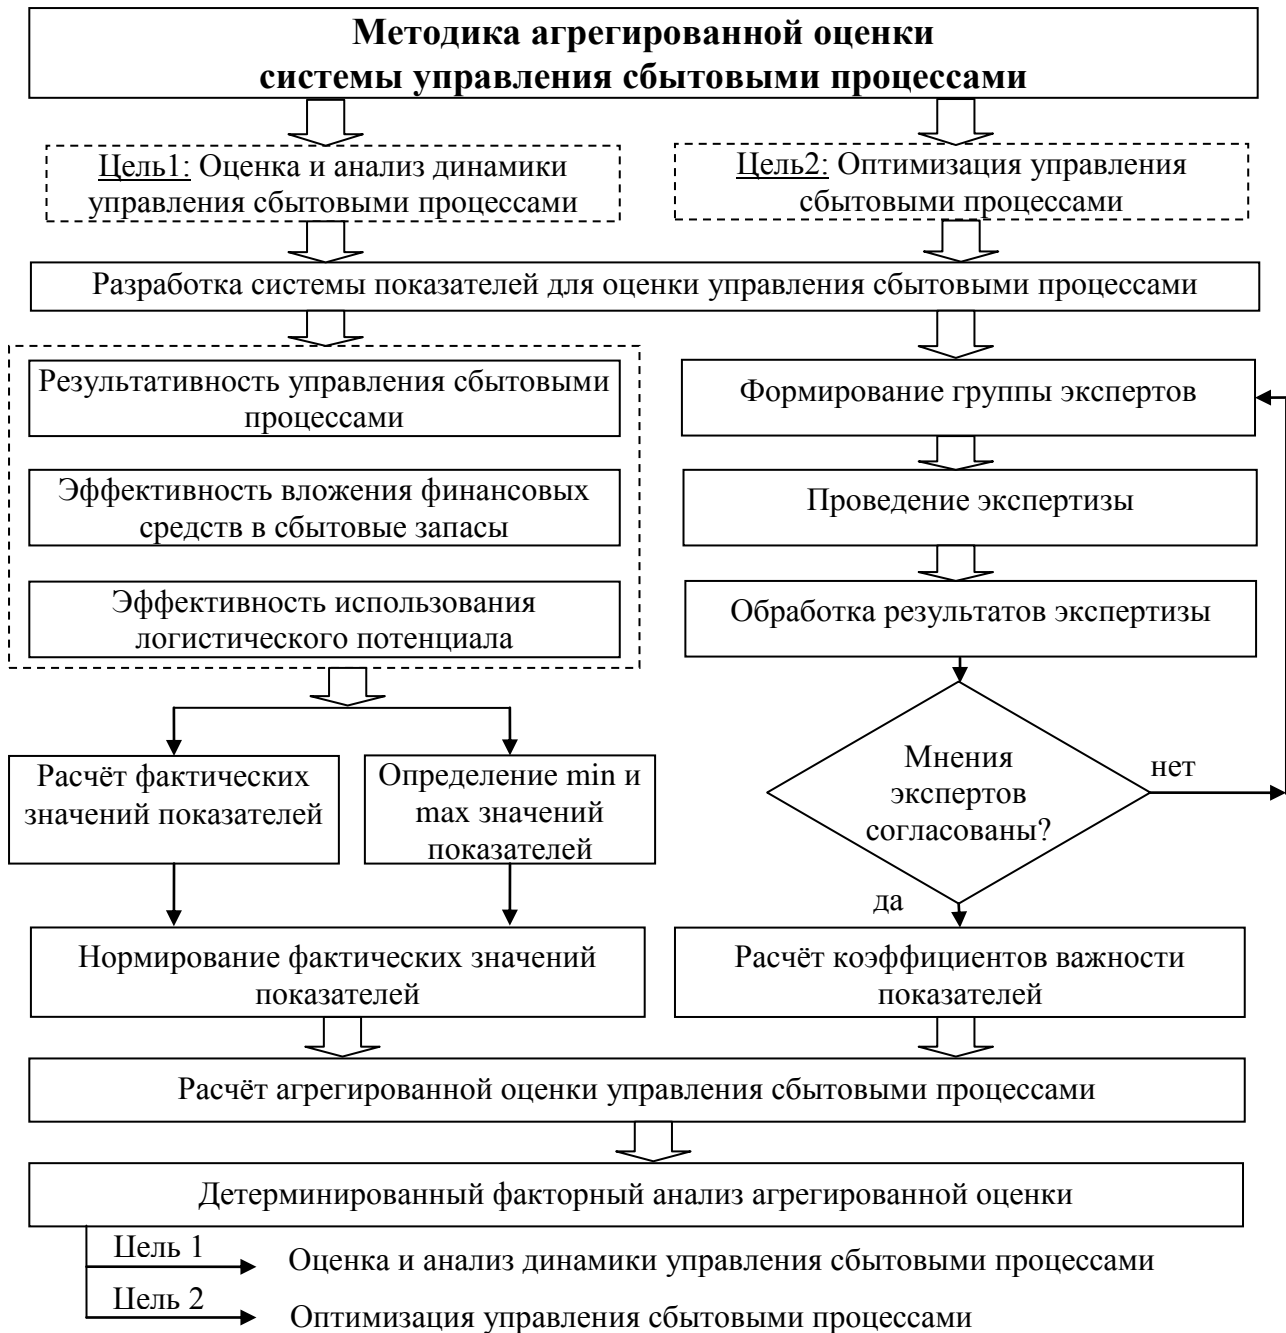 Методика агрегированной оценки
системы управления сбытовыми процессами
Цель1: Оценка и анализ динамики
управления сбытовыми процессами
Цель2: Оптимизация управления
сбытовыми процессами
Разработка системы показателей для оценки управления сбытовыми процессами
Результативность управления сбытовыми
процессами
Эффективность вложения финансовых
средств в сбытовые запасы
Эффективность использования
логистического потенциала
Формирование группы экспертов
Проведение экспертизы
Обработка результатов экспертизы
Мнения
экспертов
согласованы?
нет
да
Расчёт фактических
значений показателей
Определение min и
max значений
показателей
Нормирование фактических значений
показателей
Расчёт коэффициентов важности
показателей
Расчёт агрегированной оценки управления сбытовыми процессами
Детерминированный факторный анализ агрегированной оценки
Цель 1
Оценка и анализ динамики управления сбытовыми процессами
Цель 2
Оптимизация управления сбытовыми процессами